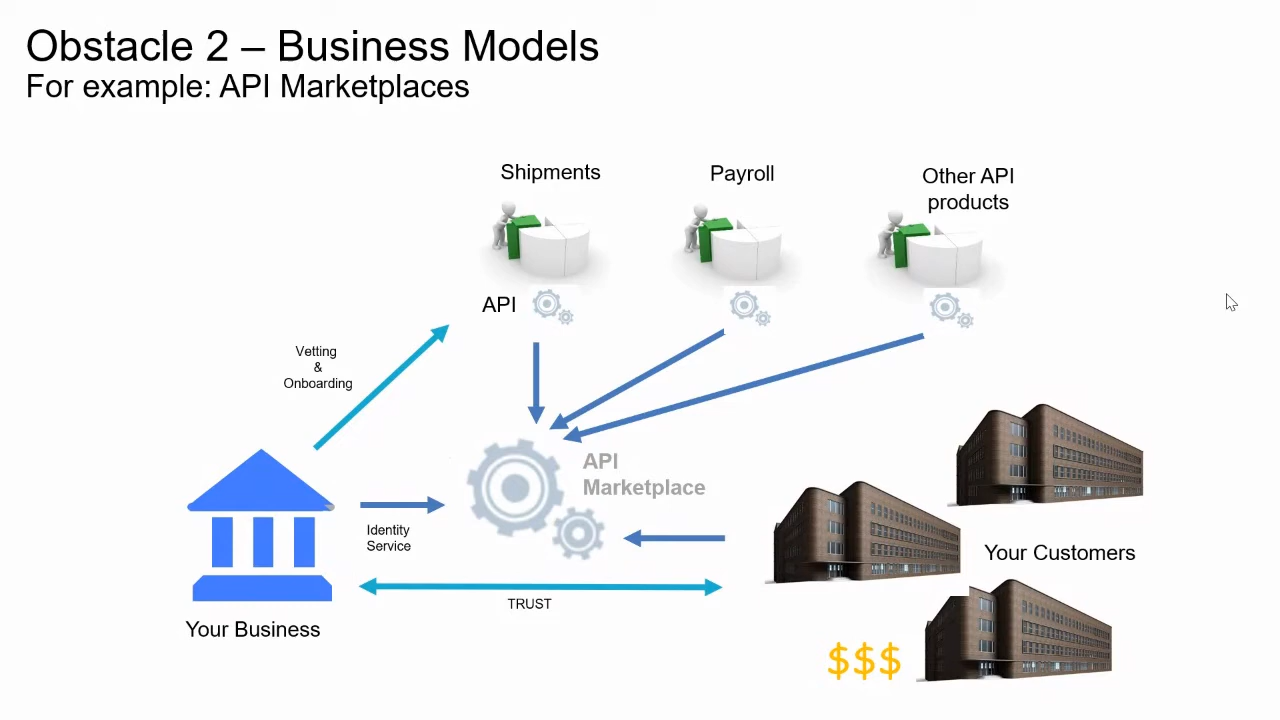 Obstacle 2 – Business Models
For example: API Marketplaces
Shipments
Payroll
Other API
products
API
Vetting
&
Onboarding
API
Marketplace
Identity
Service
Your Customers
TRUST
Your Business
$$$